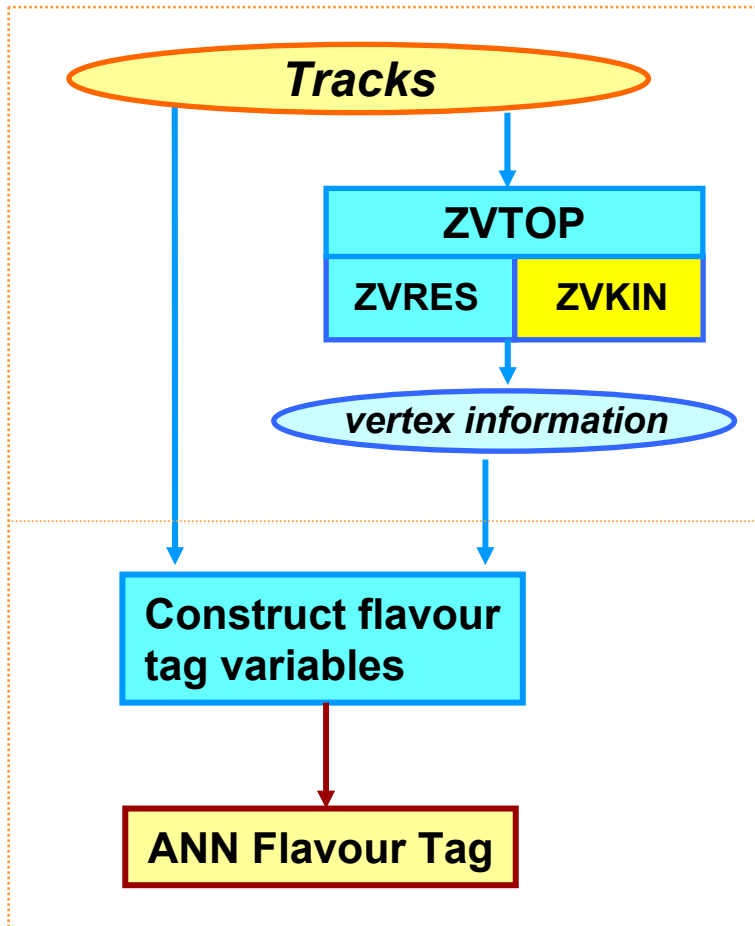 Tracks
ZVTOP
ZVRES
ZVKIN
vertex information
Construct flavour
tag variables
ANN Flavour Tag